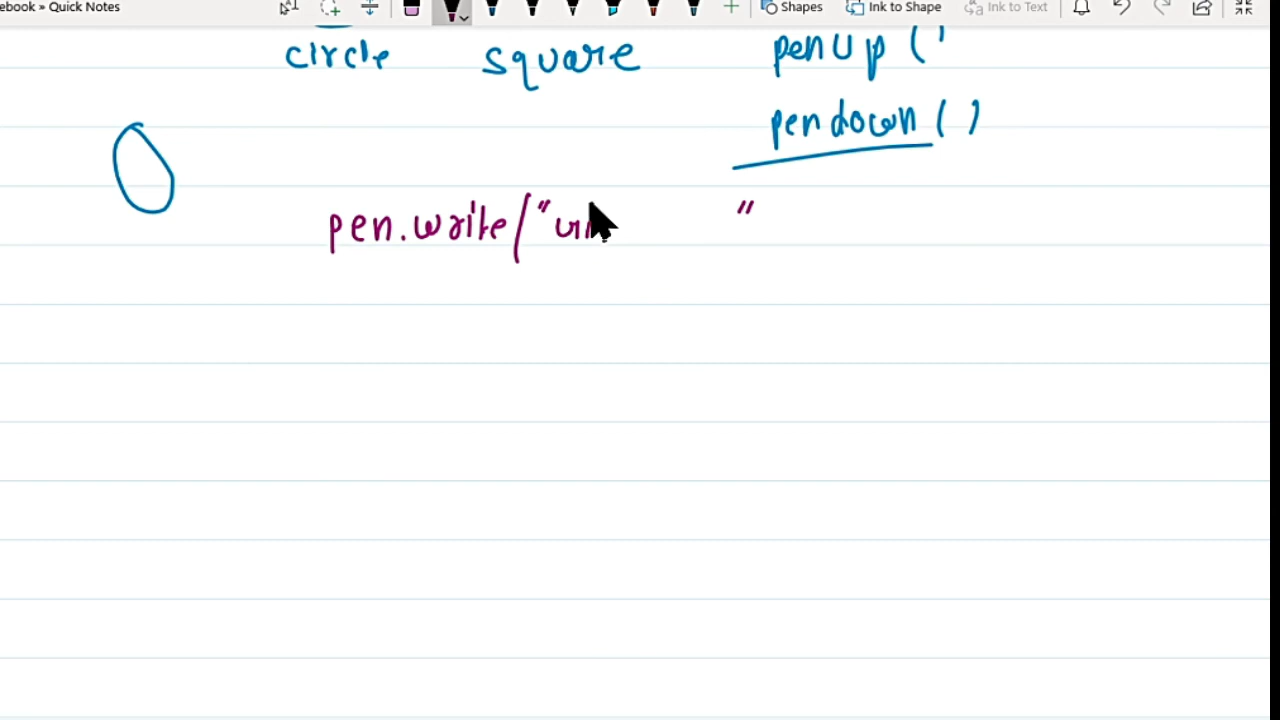 ebook » Quick Notes Shapes Ink to Shape Ink to Text
circle square penup (
pendown ( )
pen.write ( " "